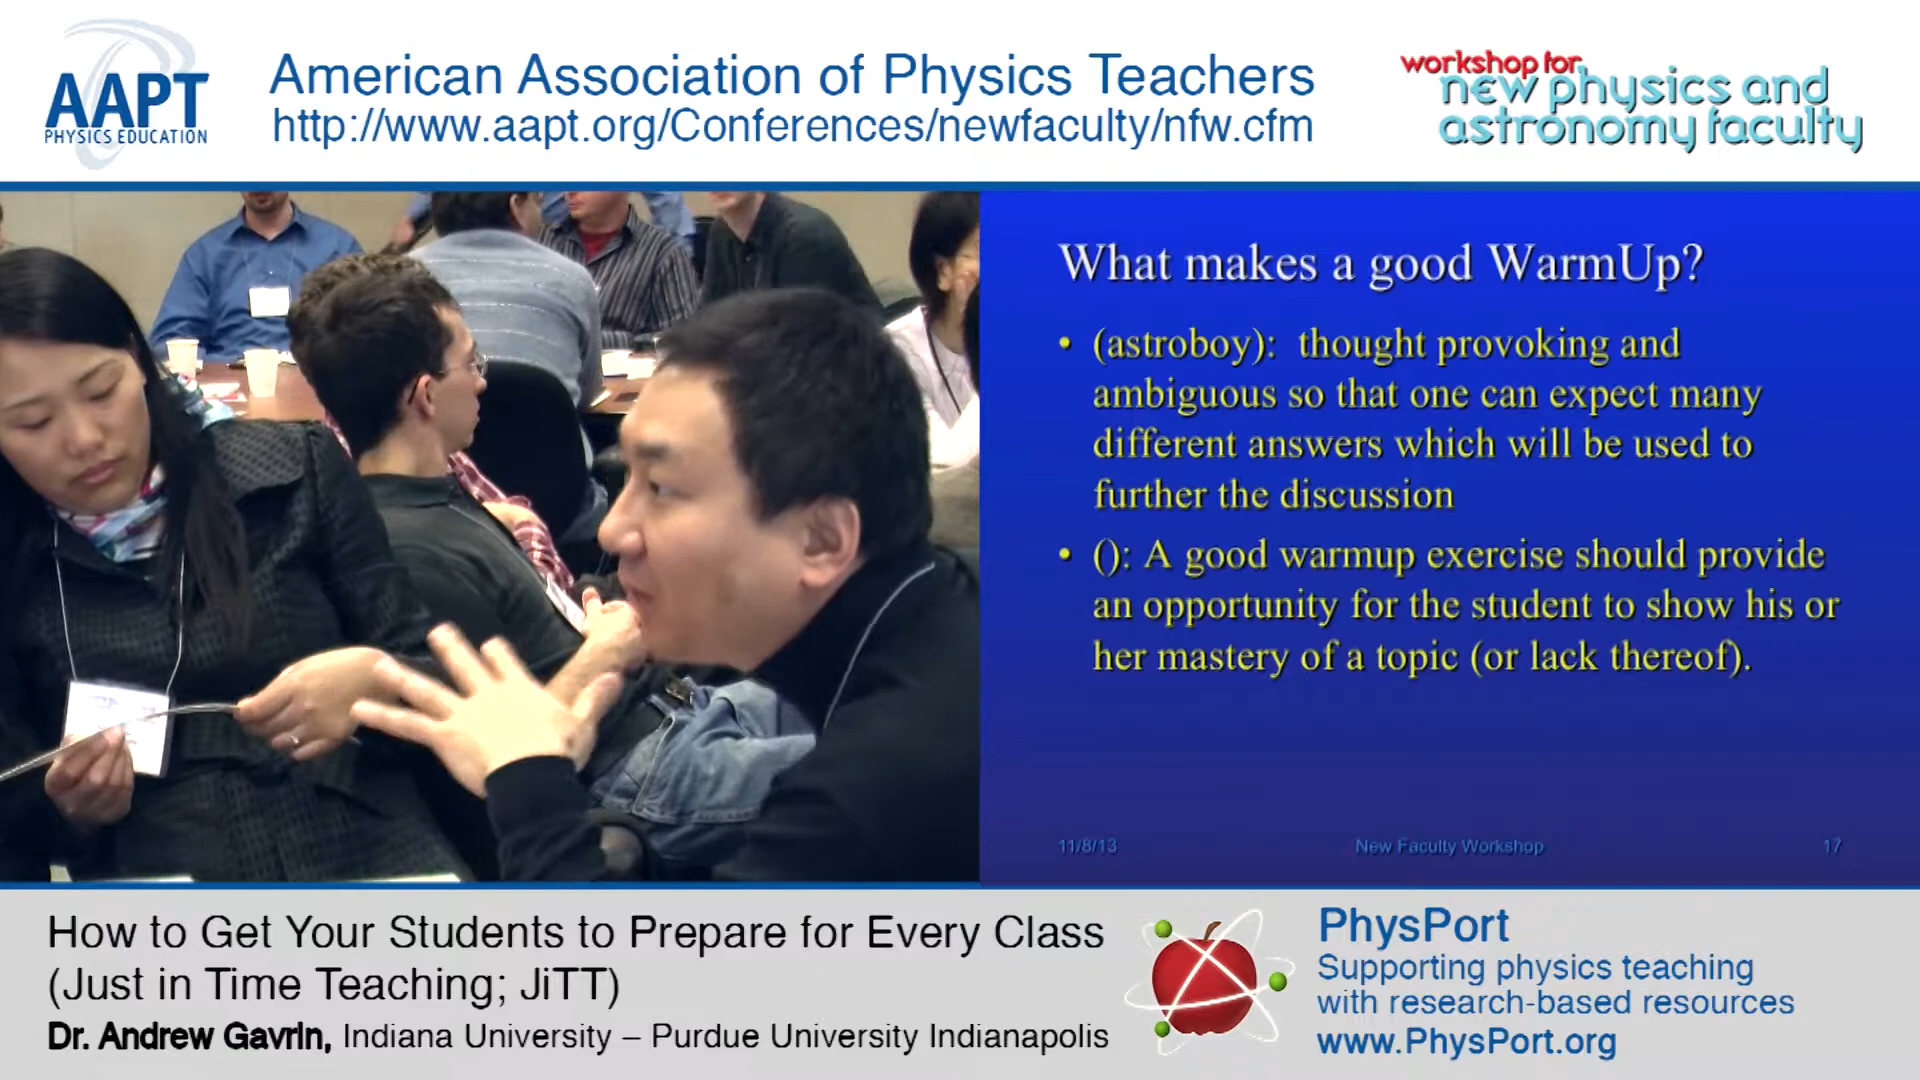 AAPT
PHYSICS EDUCATION
American Association of Physics Teachers
http://www.aapt.org/Conferences/newfaculty/nfw.cfm
workshop for
new physics and
astronomy faculty
What makes a good WarmUp?
• (astroboy): thought provoking and
ambiguous so that one can expect many
different answers which will be used to
further the discussion
• (): A good warmup exercise should provide
an opportunity for the student to show his or
her mastery of a topic (or lack thereof).
11/8/13
New Faculty Workshop
17
How to Get Your Students to Prepare for Every Class
(Just in Time Teaching; JiTT)
Dr. Andrew Gavrin, Indiana University – Purdue University Indianapolis
PhysPort
Supporting physics teaching
with research-based resources
www.PhysPort.org